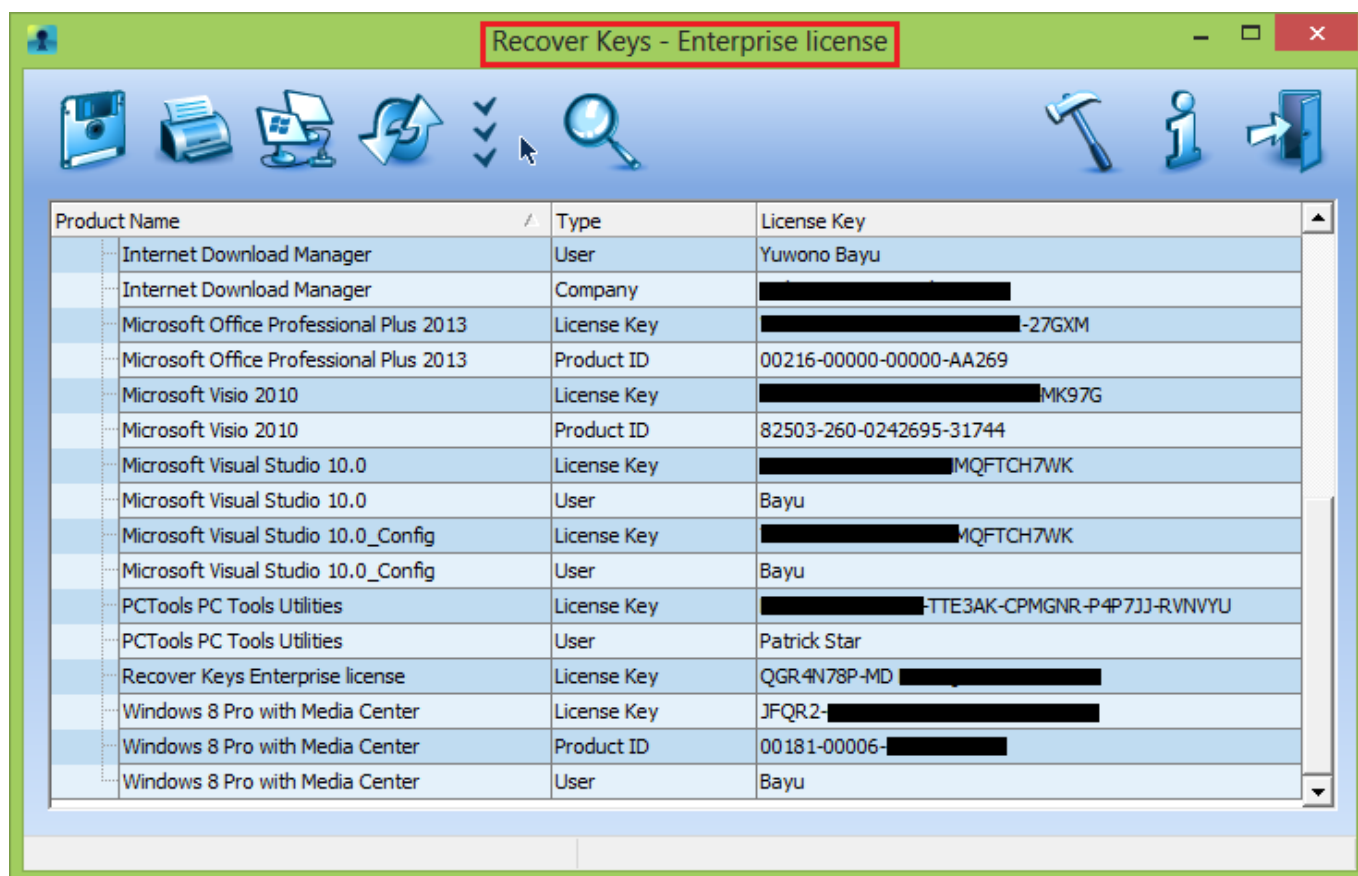 Recover Keys - Enterprise license
Product Name Type License Key
Internet Download Manager User Yuwono Bayu
Internet Download Manager Company
Microsoft Office Professional Plus 2013 License Key -27GXM
Microsoft Office Professional Plus 2013 Product ID 00216-00000-00000-AA269
Microsoft Visio 2010 License Key MK97G
Microsoft Visio 2010 Product ID 82503-260-0242695-31744
Microsoft Visual Studio 10.0 License Key MQFTCH7WK
Microsoft Visual Studio 10.0 User Bayu
Microsoft Visual Studio 10.0_Config License Key MQFTCH7WK
Microsoft Visual Studio 10.0_Config User Bayu
PCTools PC Tools Utilities License Key -TTE3AK-CPMGNR-P4P7JJ-RVNVYU
PCTools PC Tools Utilities User Patrick Star
Recover Keys Enterprise license License Key QGR4N78P-MD
Windows 8 Pro with Media Center License Key JFQR2-
Windows 8 Pro with Media Center Product ID 00181-00006-
Windows 8 Pro with Media Center User Bayu